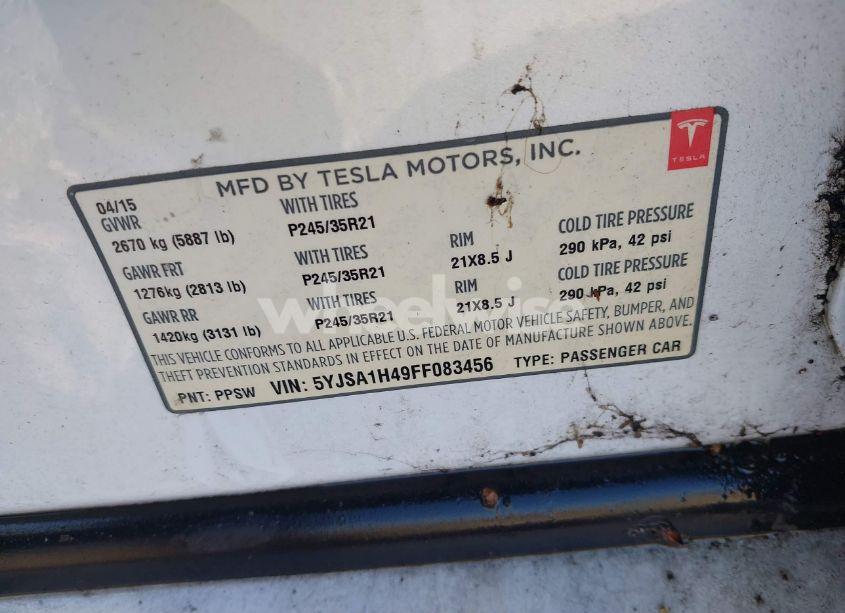 MFD BY TESLA MOTORS, INC.
TESLA
04/15
GVWR WITH TIRES
2670 kg (5887 lb) P245/35R21 RIM COLD TIRE PRESSURE
GAWR FRT P245/35R21 21X8.5 J 290 kPa, 42 psi
1276kg (2813 lb) WITH TIRES RIM COLD TIRE PRESSURE
GAWR RR P245/35R21 21X8.5 J 290 kPa, 42 psi
1420kg (3131 lb)
THIS VEHICLE CONFORMS TO ALL APPLICABLE U.S. FEDERAL MOTOR VEHICLE SAFETY, BUMPER, AND
THEFT PREVENTION STANDARDS IN EFFECT ON THE DATE OF MANUFACTURE SHOWN ABOVE.
PNT: PPSW VIN: 5YJSA1H49FF083456 TYPE: PASSENGER CAR
wheelwise